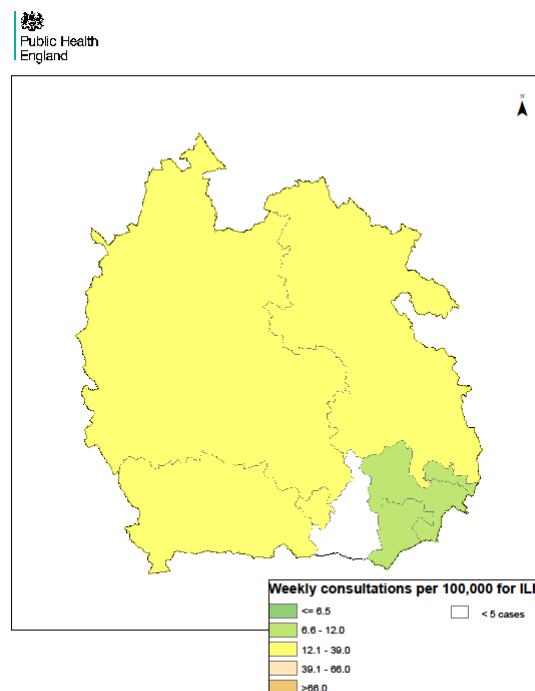 Public Health
England
N
Weekly consultations per 100,000 for ILI
<= 6.5
< 5 cases
6.6 - 12.0
12.1 - 39.0
39.1 - 66.0
>66.0